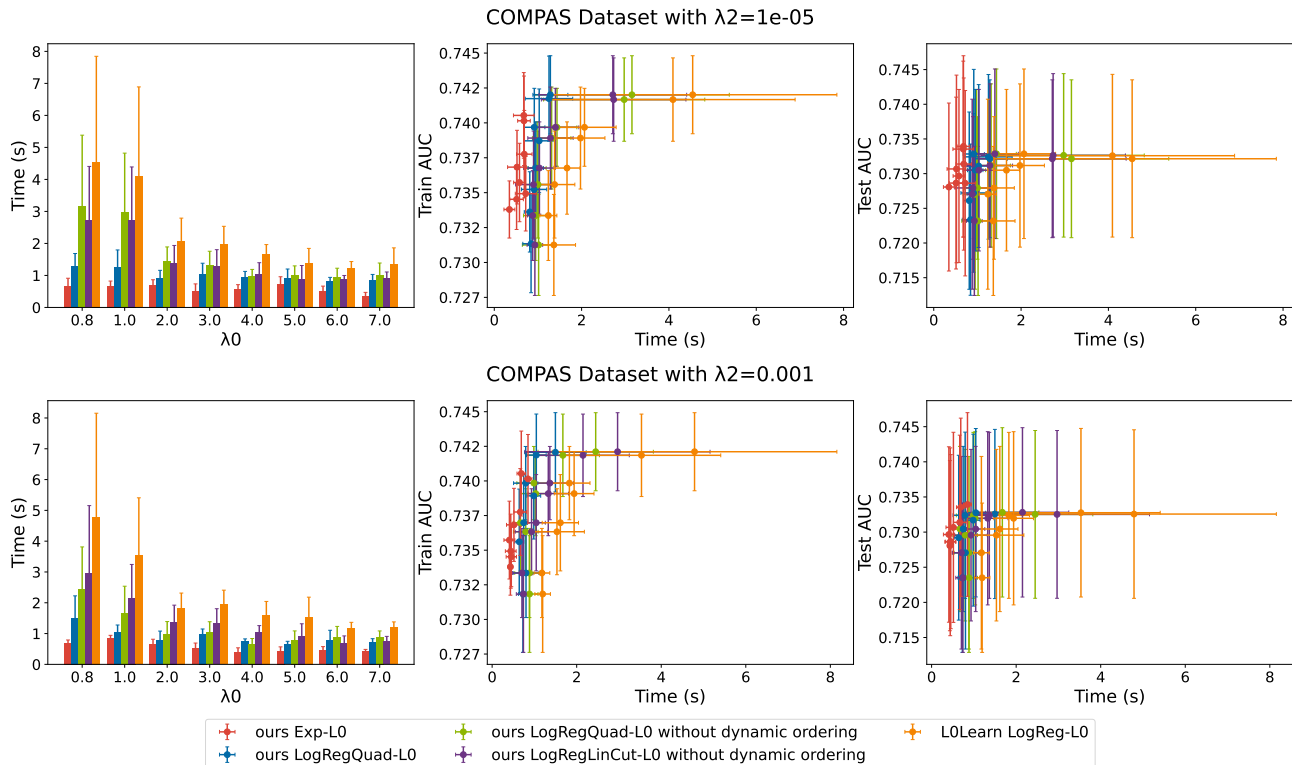 COMPAS Dataset with λ2=1e-05
Time (s)
8
7
6
5
4
3
2
1
0
0.8 1.0 2.0 3.0 4.0 5.0 6.0 7.0
λ0
Train AUC
0.745
0.742
0.740
0.737
0.735
0.732
0.730
0.727
0 2 4 6 8
Time (s)
Test AUC
0.745
0.740
0.735
0.730
0.725
0.720
0.715
0 2 4 6 8
Time (s)
COMPAS Dataset with λ2=0.001
Time (s)
8
7
6
5
4
3
2
1
0
0.8 1.0 2.0 3.0 4.0 5.0 6.0 7.0
λ0
Train AUC
0.745
0.742
0.740
0.737
0.735
0.732
0.730
0.727
0 2 4 6 8
Time (s)
Test AUC
0.745
0.740
0.735
0.730
0.725
0.720
0.715
0 2 4 6 8
Time (s)
ours Exp-L0
ours LogRegQuad-L0
ours LogRegQuad-L0 without dynamic ordering
ours LogRegLinCut-L0 without dynamic ordering
L0Learn LogReg-L0